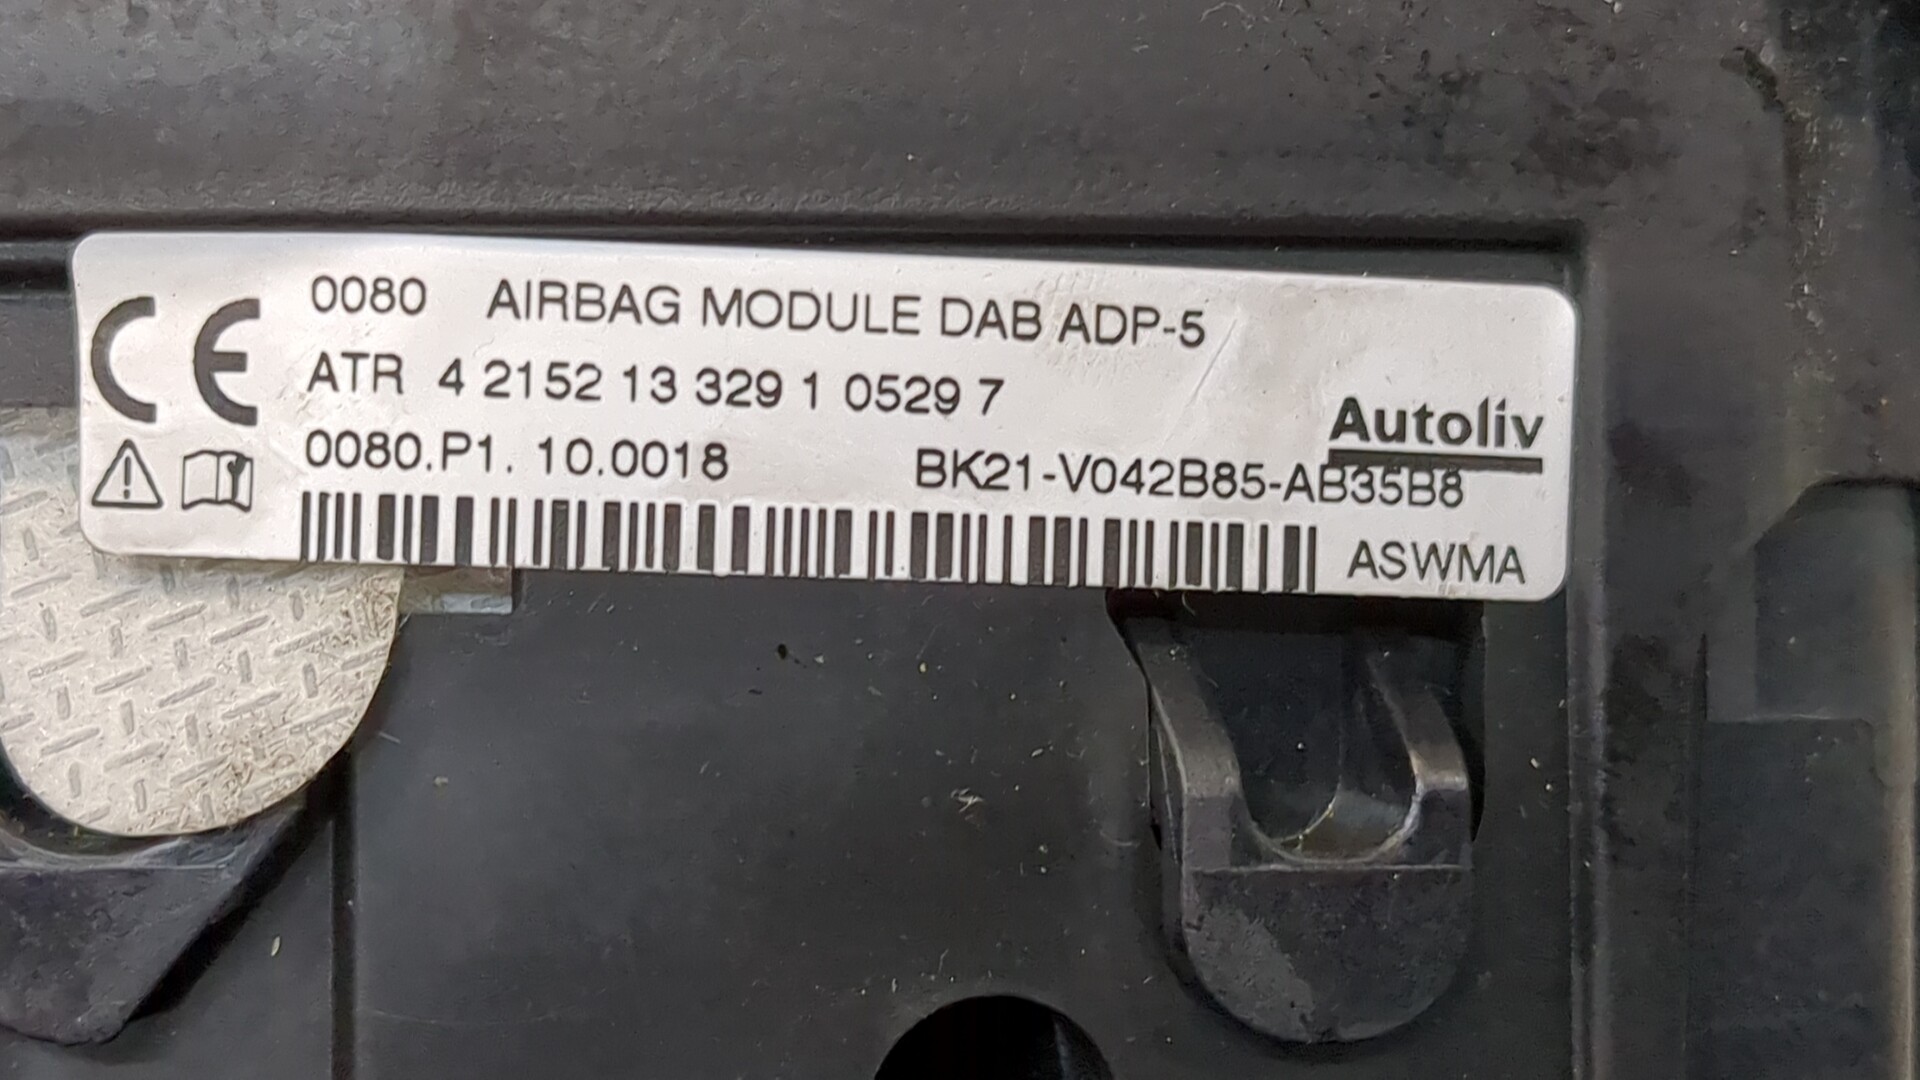 CE 0080 AIRBAG MODULE DAB ADP-5
ATR 4 2152 13 329 1 0529 7
Autoliv
0080.P1. 10.0018 BK21-V042B85-AB35B8
ASWMA